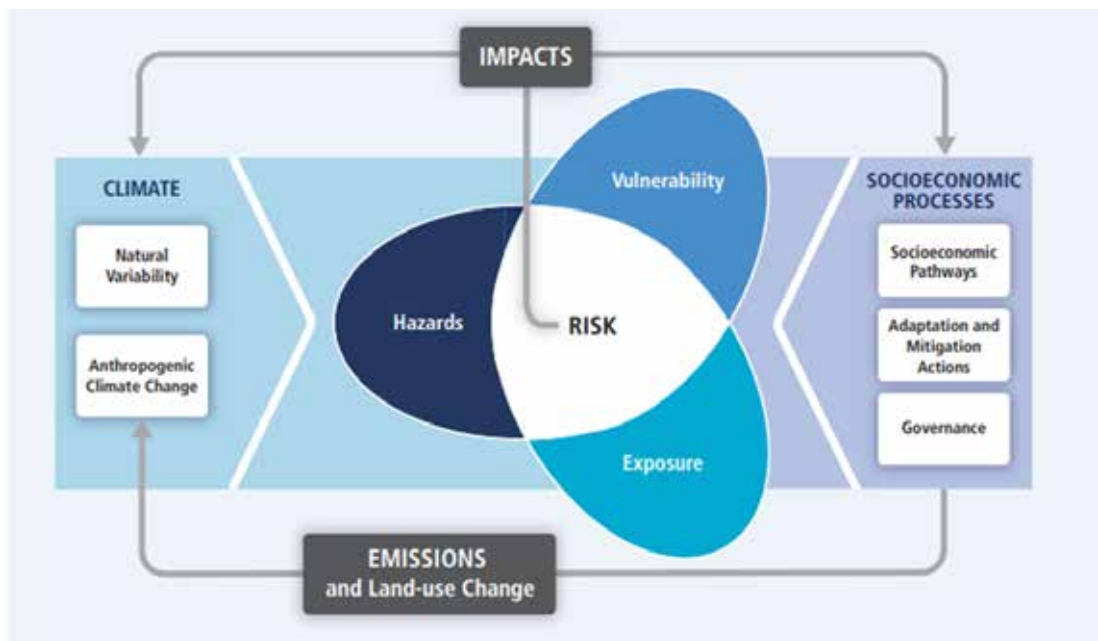 IMPACTS
CLIMATE
Natural
Variability
Anthropogenic
Climate Change
Vulnerability
Hazards
RISK
Exposure
SOCIOECONOMIC
PROCESSES
Socioeconomic
Pathways
Adaptation and
Mitigation
Actions
Governance
EMISSIONS
and Land-use Change